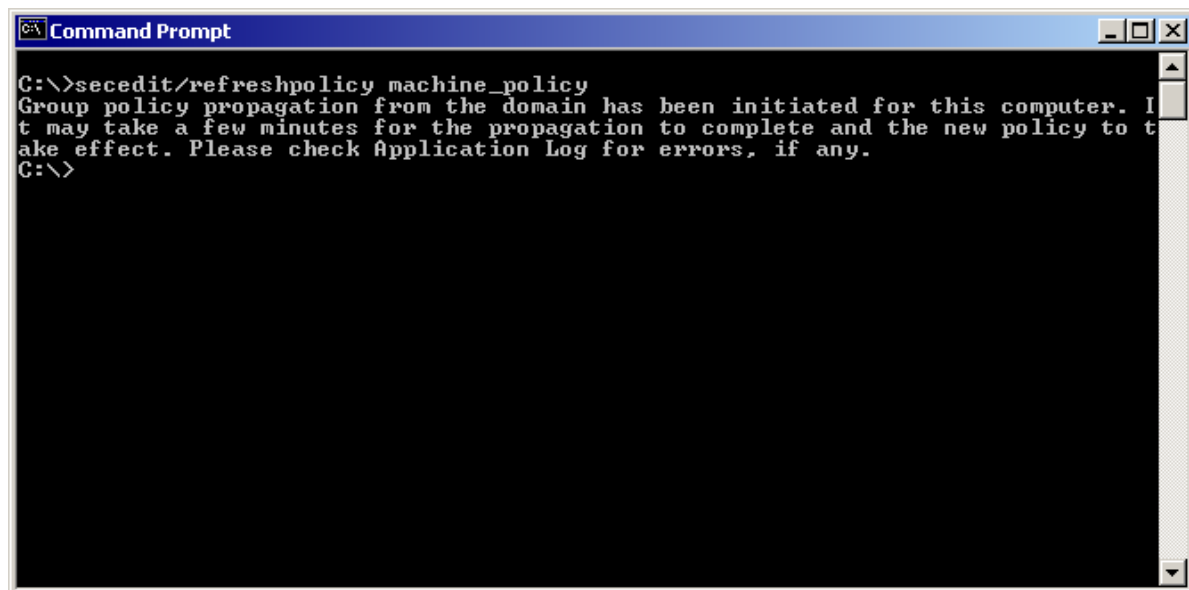 Command Prompt
C:\>secedit/refreshpolicy machine_policy
Group policy propagation from the domain has been initiated for this computer. I
t may take a few minutes for the propagation to complete and the new policy to t
ake effect. Please check Application Log for errors, if any.
C:\>